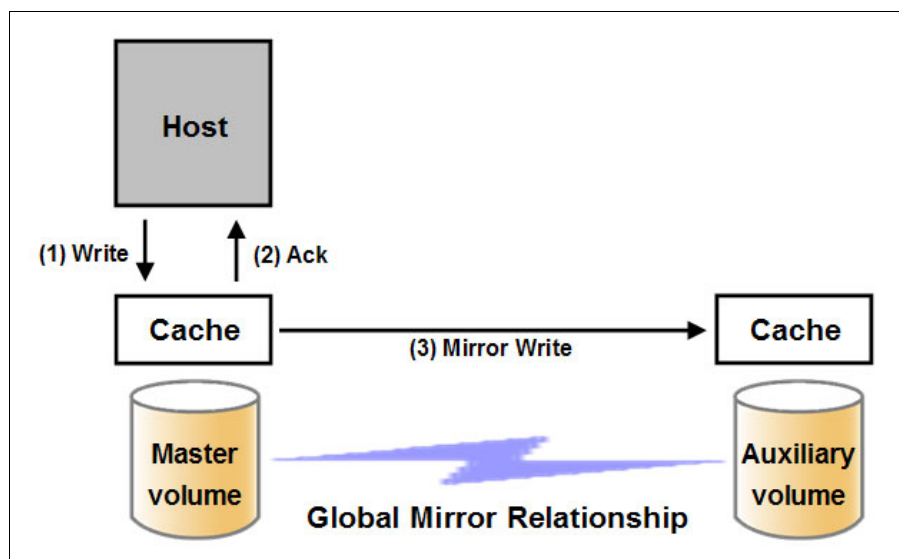 Host
(1) Write
(2) Ack
Cache
Cache
(3) Mirror Write
Master
volume
Auxiliary
volume
Global Mirror Relationship